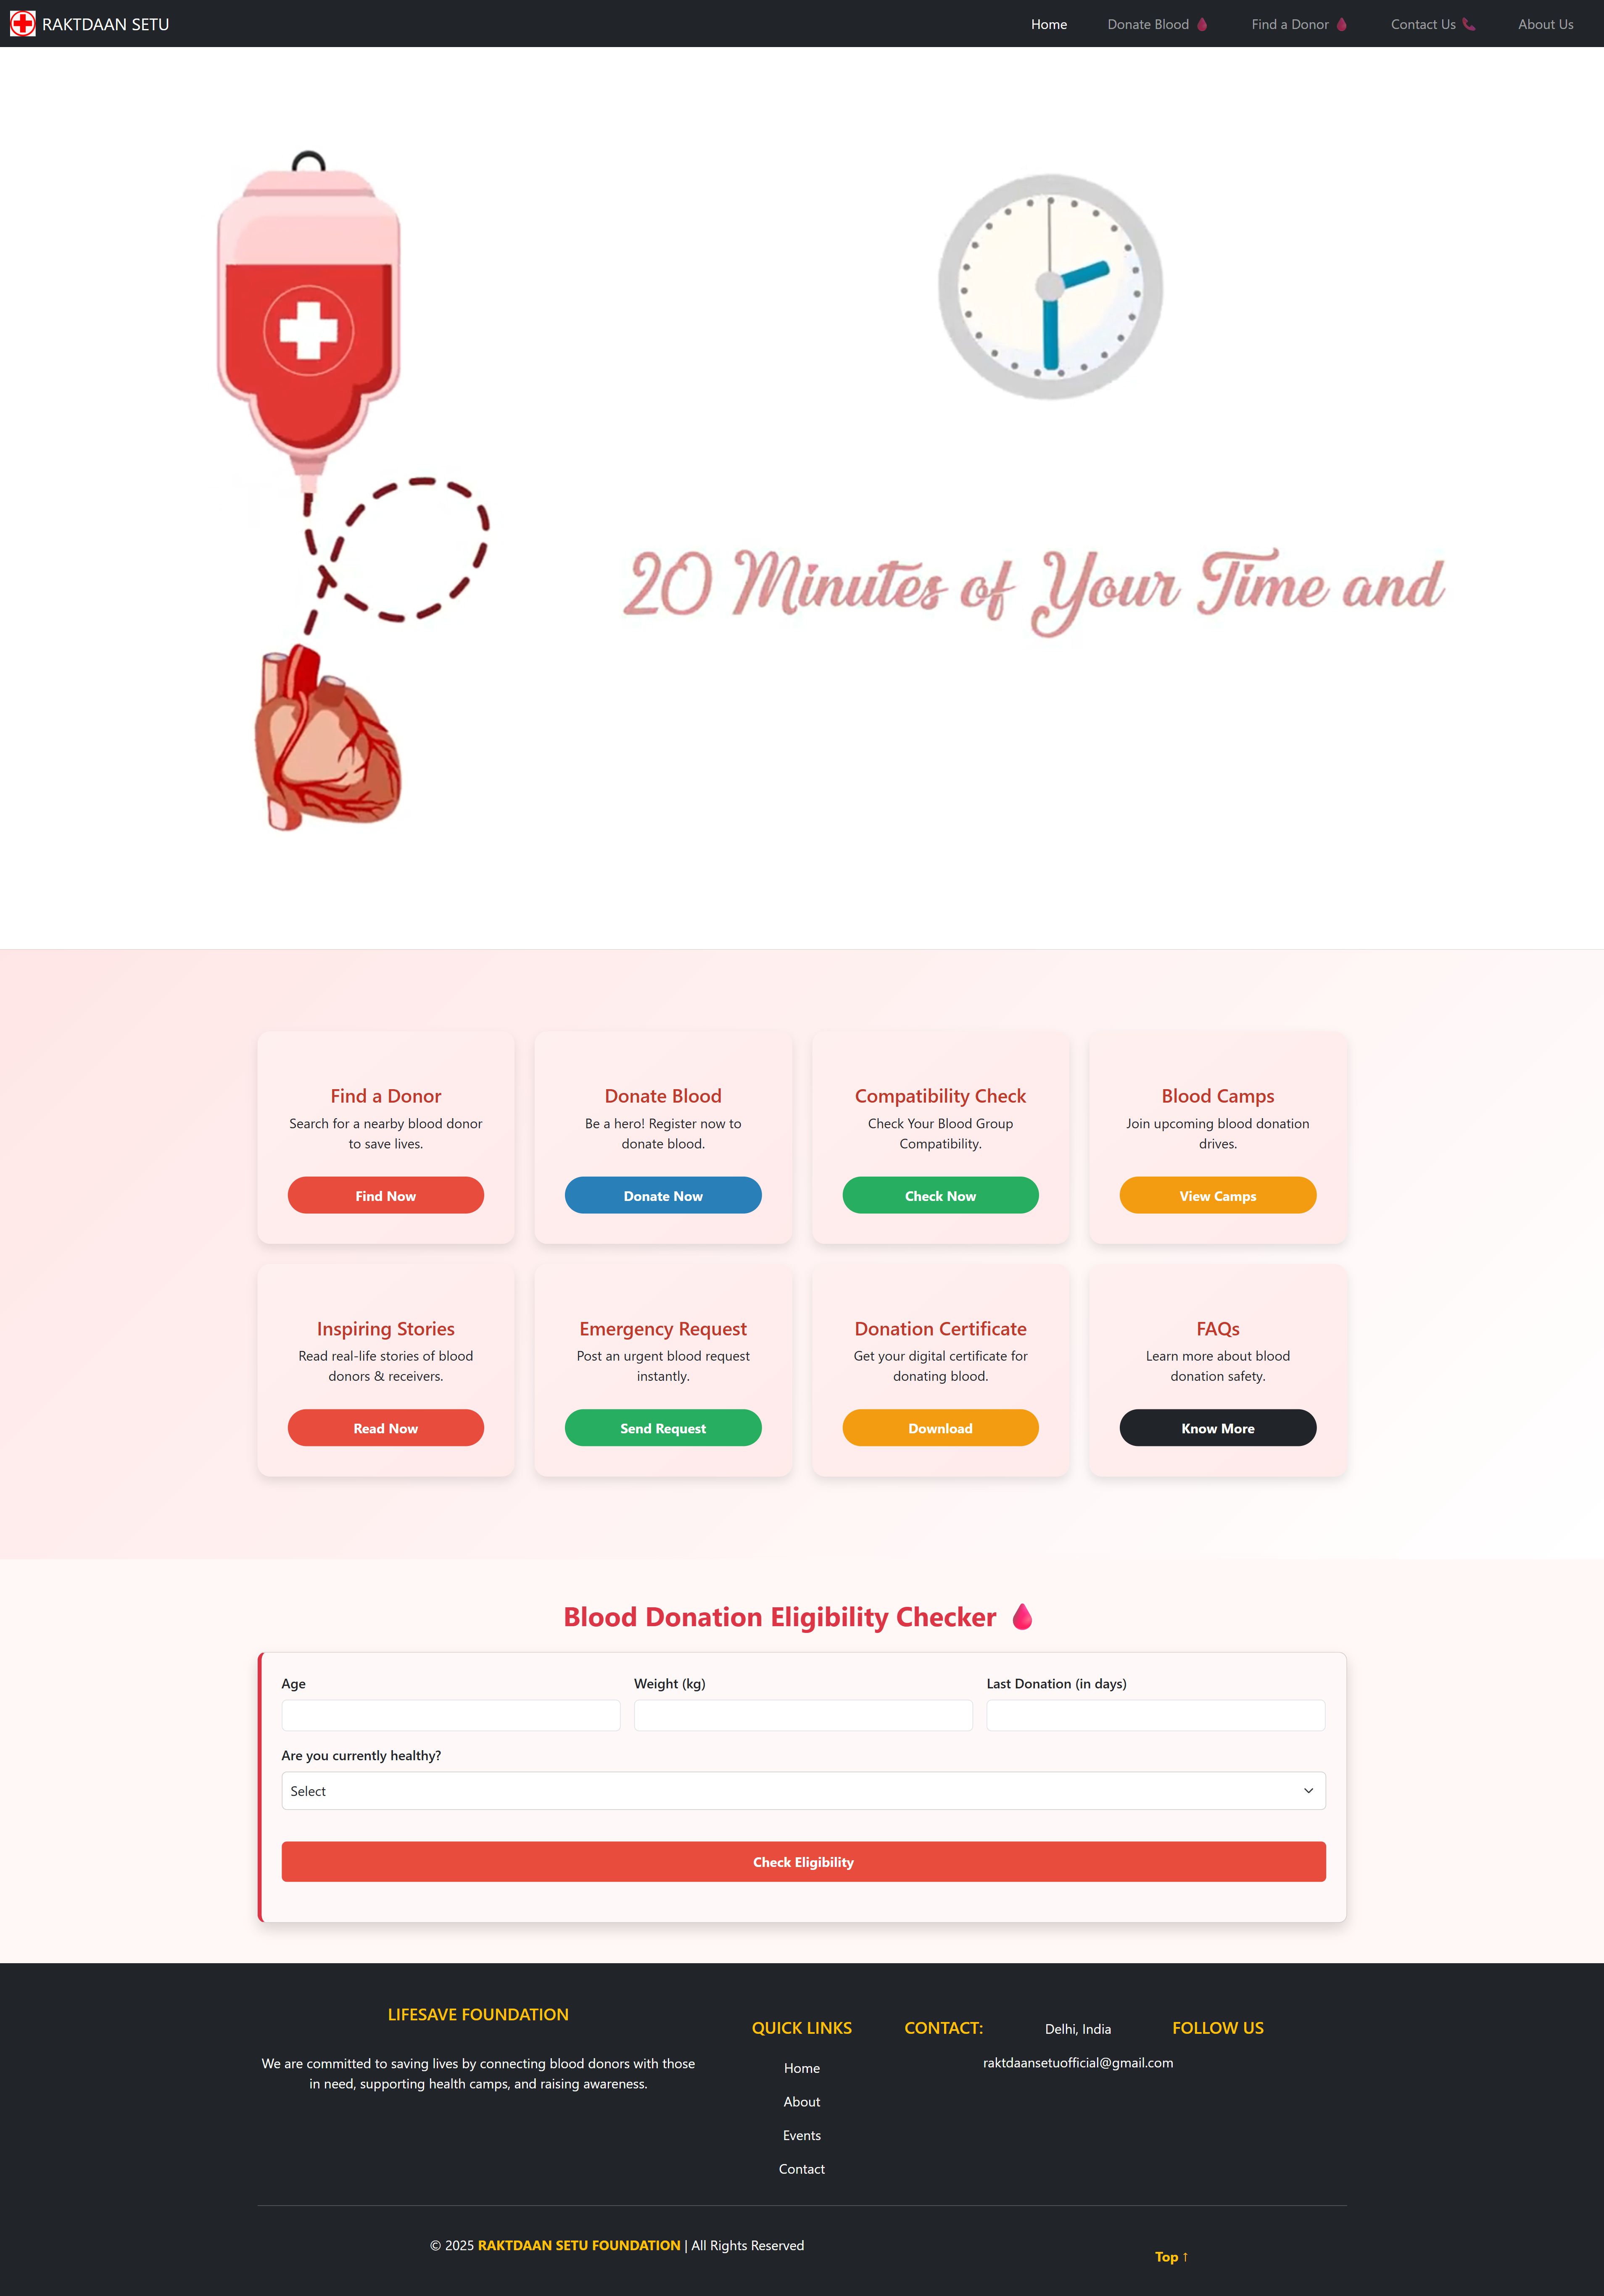 RAKTDAAN SETU
Home
Donate Blood 🩸
Find a Donor 🩸
Contact Us 📞
About Us
20 Minutes of Your Time and
Find a Donor
Search for a nearby blood donor
to save lives.
Find Now
Donate Blood
Be a hero! Register now to
donate blood.
Donate Now
Compatibility Check
Check Your Blood Group
Compatibility.
Check Now
Blood Camps
Join upcoming blood donation
drives.
View Camps
Inspiring Stories
Read real-life stories of blood
donors & receivers.
Read Now
Emergency Request
Post an urgent blood request
instantly.
Send Request
Donation Certificate
Get your digital certificate for
donating blood.
Download
FAQs
Learn more about blood
donation safety.
Know More
Blood Donation Eligibility Checker 🩸
Age
Weight (kg)
Last Donation (in days)
Are you currently healthy?
Select
Check Eligibility
LIFESAVE FOUNDATION
We are committed to saving lives by connecting blood donors with those
in need, supporting health camps, and raising awareness.
QUICK LINKS
Home
About
Events
Contact
CONTACT:
Delhi, India
raktdaansetuofficial@gmail.com
FOLLOW US
© 2025 RAKTDAAN SETU FOUNDATION | All Rights Reserved
Top ↑